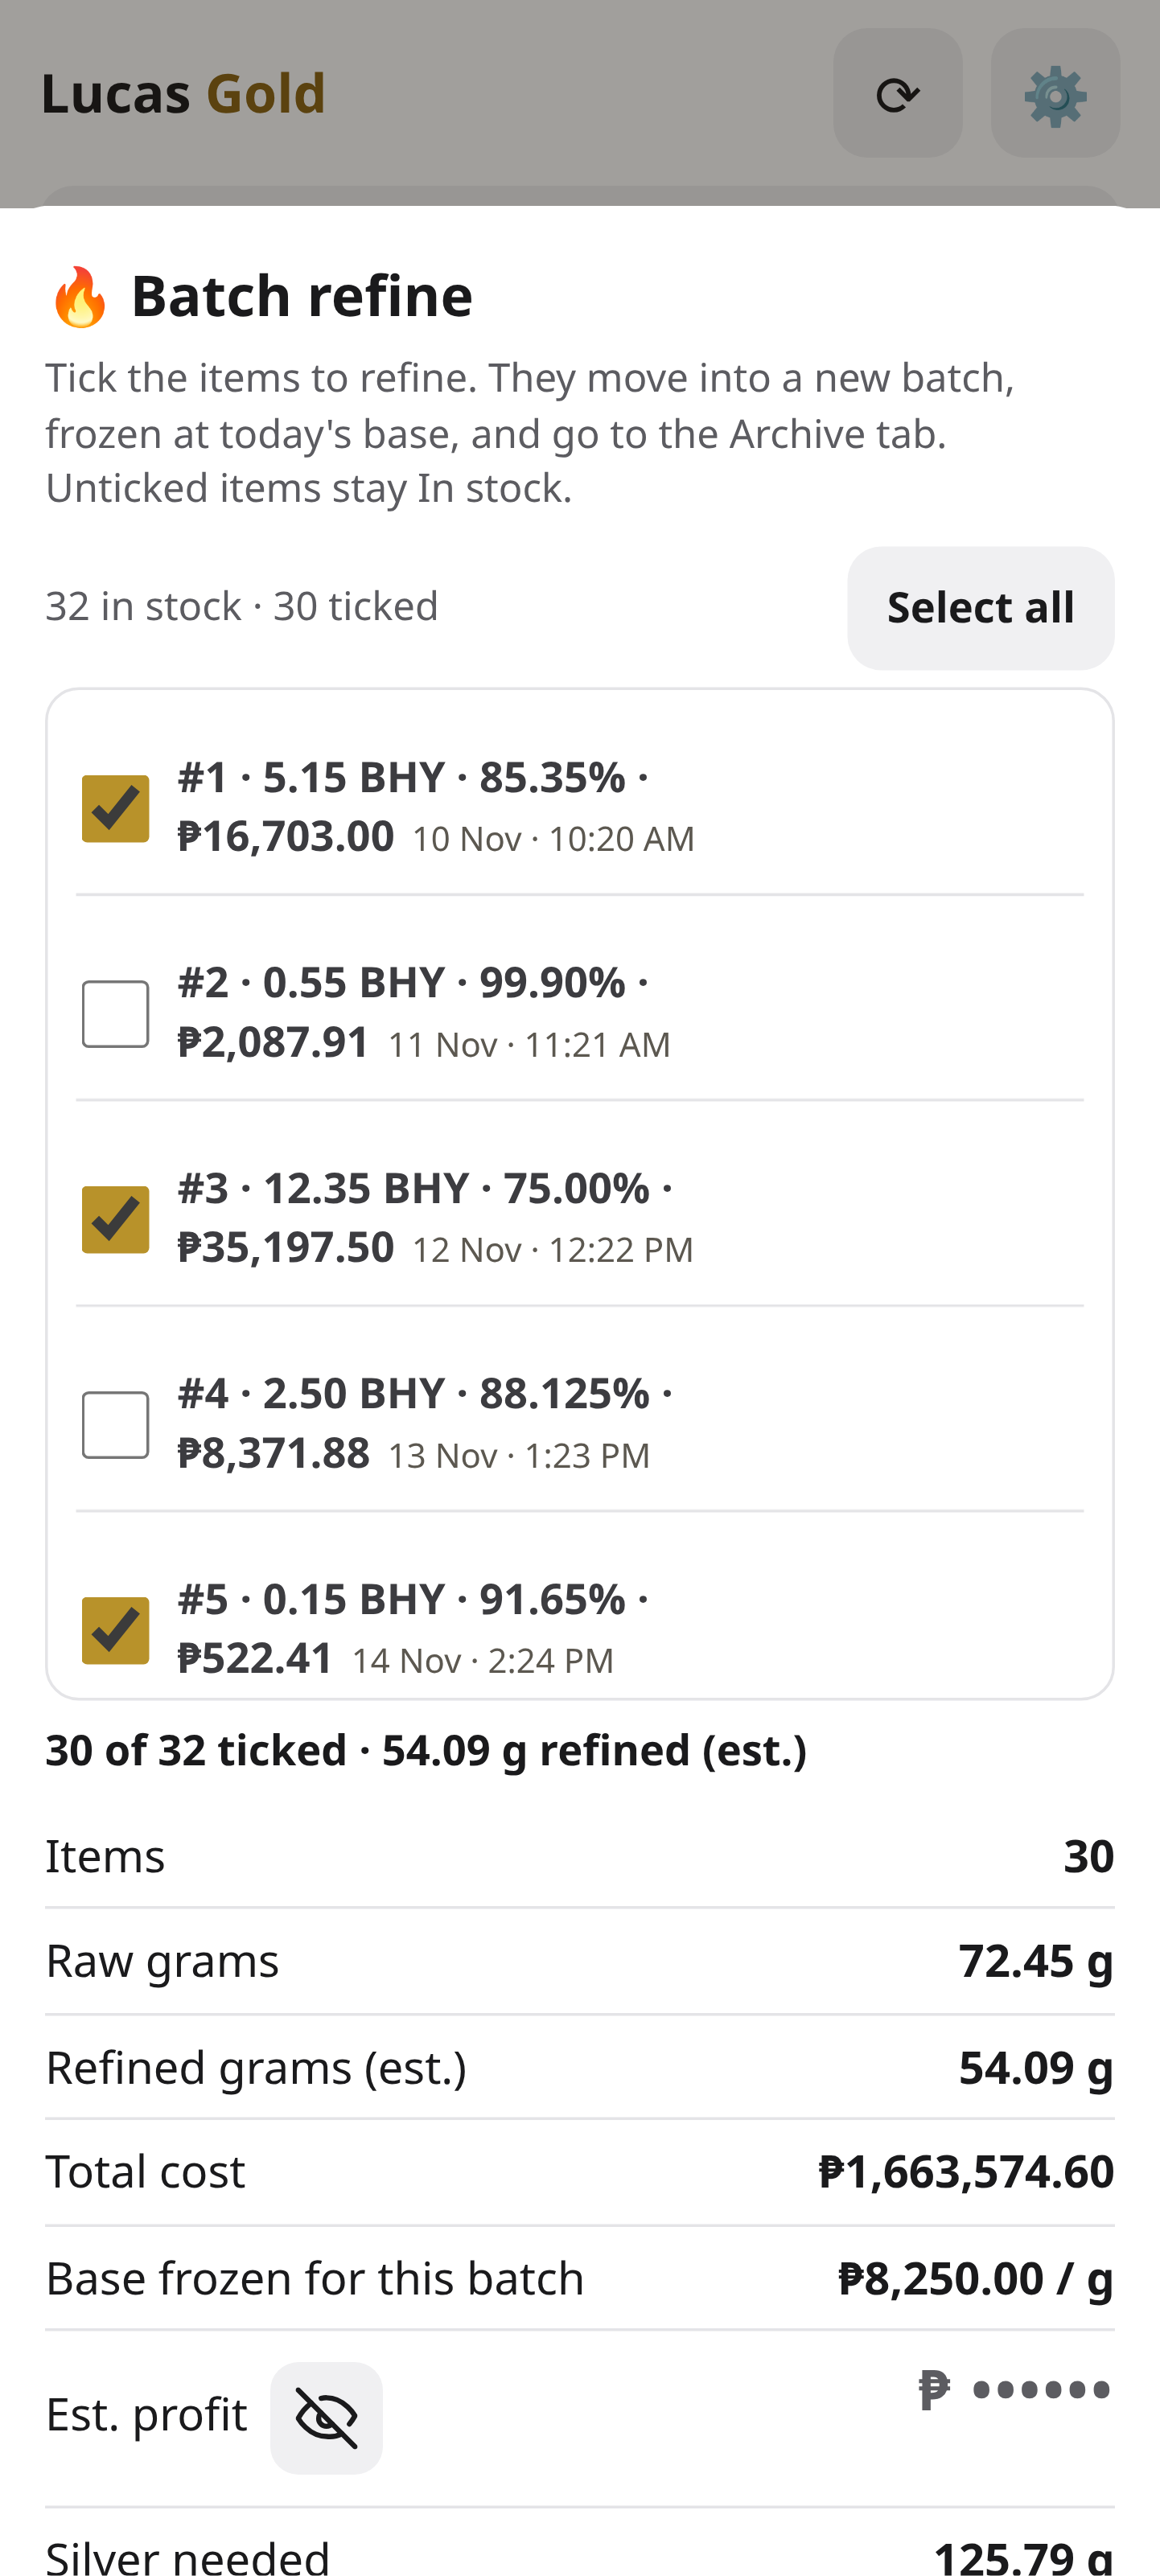 Lucas Gold
🔥 Batch refine
Tick the items to refine. They move into a new batch,
frozen at today's base, and go to the Archive tab.
Unticked items stay In stock.
32 in stock · 30 ticked
Select all
#1 · 5.15 BHY · 85.35% ·
₱16,703.00 10 Nov · 10:20 AM
#2 · 0.55 BHY · 99.90% ·
₱2,087.91 11 Nov · 11:21 AM
#3 · 12.35 BHY · 75.00% ·
₱35,197.50 12 Nov · 12:22 PM
#4 · 2.50 BHY · 88.125% ·
₱8,371.88 13 Nov · 1:23 PM
#5 · 0.15 BHY · 91.65% ·
₱522.41 14 Nov · 2:24 PM
30 of 32 ticked · 54.09 g refined (est.)
Items 30
Raw grams 72.45 g
Refined grams (est.) 54.09 g
Total cost ₱1,663,574.60
Base frozen for this batch ₱8,250.00 / g
Est. profit ₱ ••••••
Silver needed 125.79 g